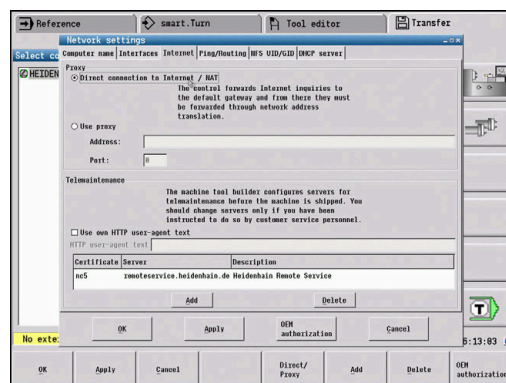 Reference
smart.Turn
Tool editor
Transfer
Network settings
Select co
Computer name Interfaces Internet Ping/Routing NFS UID/GID DHCP server
HEIDEN
Proxy
Direct connection to Internet / NAT
The control forwards Internet inquiries to
the default gateway and from there they must
be forwarded through network address
translation.
Use proxy
Address:
Port: 0
Telemaintenance
The machine tool builder configures servers for
telemaintenance before the machine is shipped. You
should change servers only if you have been
instructed to do so by customer service personnel.
Use own HTTP user-agent text
HTTP user-agent text
Certificate Server Description
nc5 remoteservice.heidenhain.de Heidenhain Remote Service
Add Delete
T
OK Apply OEM authorization Cancel
No exte
6:13:03
OK Apply Cancel Direct/ Proxy Add Delete OEM authorization